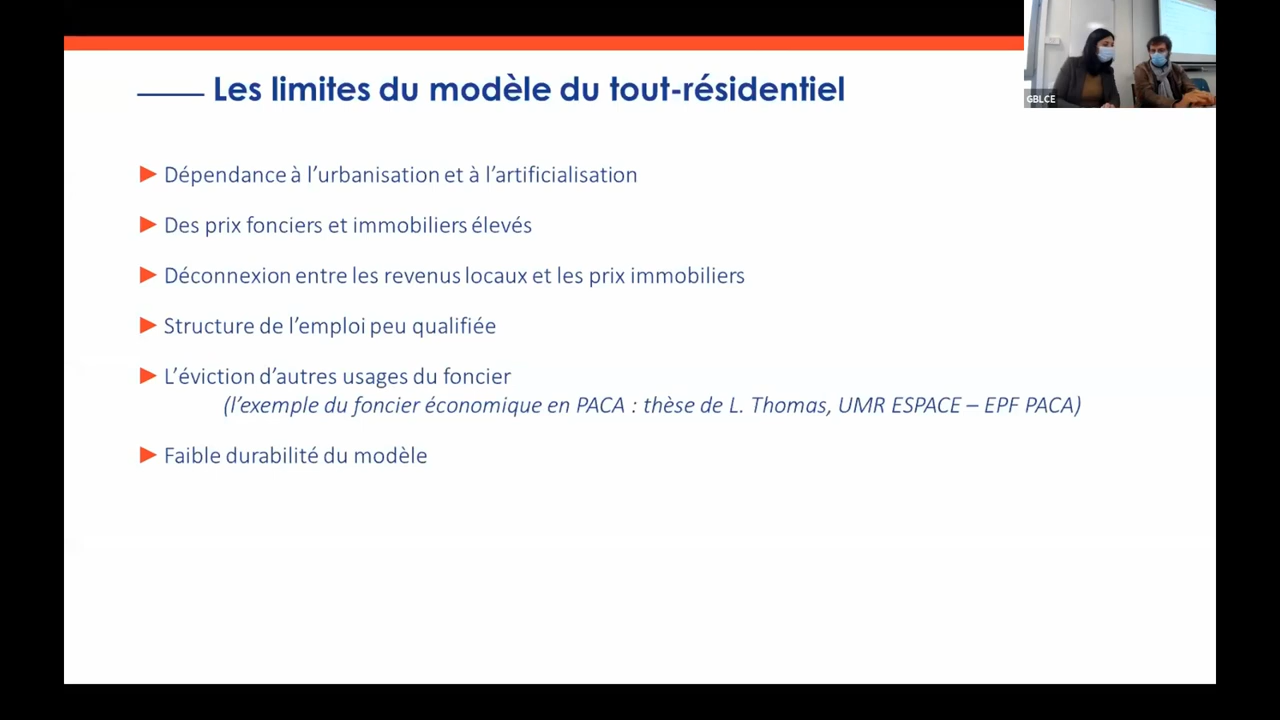 Les limites du modèle du tout-résidentiel
GBLCE
► Dépendance à l’urbanisation et à l’artificialisation
► Des prix fonciers et immobiliers élevés
► Déconnexion entre les revenus locaux et les prix immobiliers
► Structure de l’emploi peu qualifiée
► L’éviction d’autres usages du foncier
(l’exemple du foncier économique en PACA : thèse de L. Thomas, UMR ESPACE – EPF PACA)
► Faible durabilité du modèle